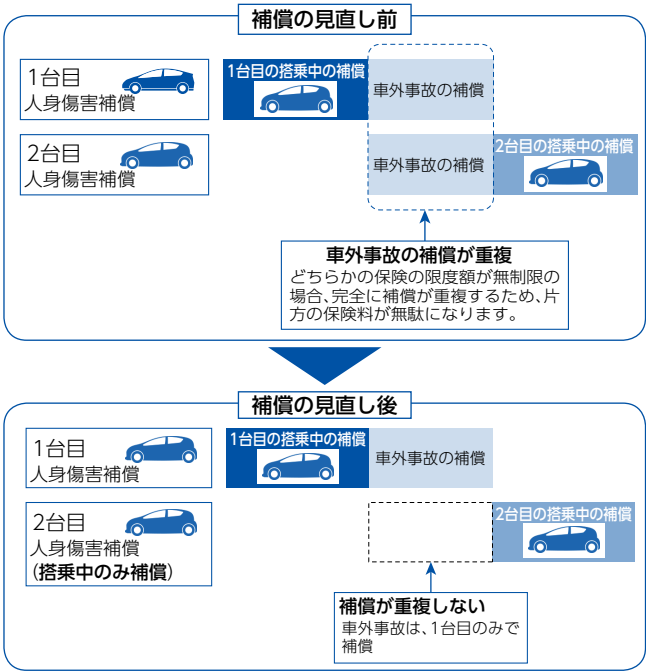 補償の見直し前
1台目
人身傷害補償
1台目の搭乗中の補償
車外事故の補償
2台目
人身傷害補償
車外事故の補償
2台目の搭乗中の補償
車外事故の補償が重複
どちらかの保険の限度額が無制限の
場合、完全に補償が重複するため、片
方の保険料が無駄になります。
補償の見直し後
1台目
人身傷害補償
1台目の搭乗中の補償
車外事故の補償
2台目
人身傷害補償
(搭乗中のみ補償)
2台目の搭乗中の補償
補償が重複しない
車外事故は、1台目のみで
補償